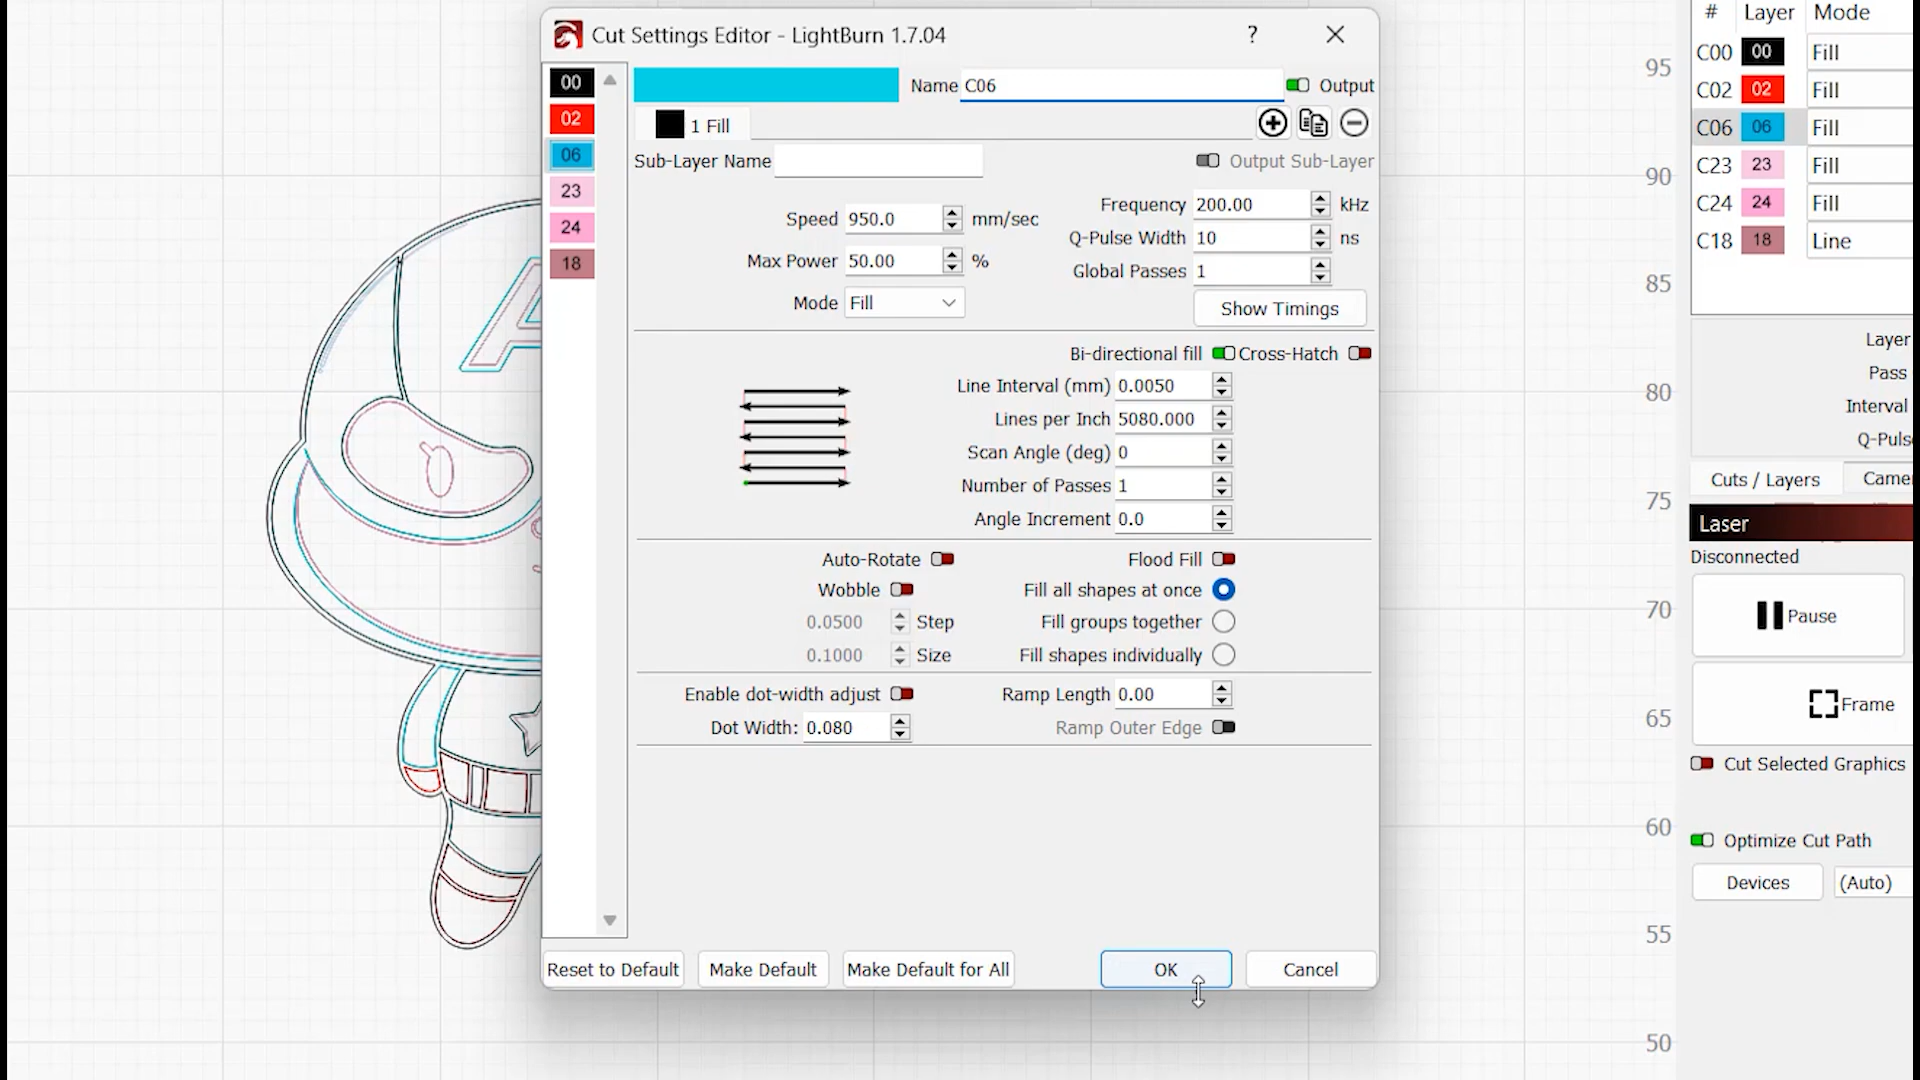 Cut Settings Editor - LightBurn 1.7.04
?
00
02
06
23
24
18
Name C06
Output
1 Fill
Sub-Layer Name
Output Sub-Layer
Speed 950.0 mm/sec
Max Power 50.00 %
Mode Fill
Frequency 200.00 kHz
Q-Pulse Width 10 ns
Global Passes 1
Show Timings
Bi-directional fill
Cross-Hatch
Line Interval (mm) 0.0050
Lines per Inch 5080.000
Scan Angle (deg) 0
Number of Passes 1
Angle Increment 0.0
Auto-Rotate
Flood Fill
Wobble
Fill all shapes at once
0.0500 Step
Fill groups together
0.1000 Size
Fill shapes individually
Enable dot-width adjust
Ramp Length 0.00
Dot Width: 0.080
Ramp Outer Edge
Reset to Default
Make Default
Make Default for All
OK
Cancel
A
95
90
85
80
75
70
65
60
55
50
# Layer Mode
C00 00 Fill
C02 02 Fill
C06 06 Fill
C23 23 Fill
C24 24 Fill
C18 18 Line
Layer
Pass
Interval
Q-Puls
Cuts / Layers
Came
Laser
Disconnected
Pause
Frame
Cut Selected Graphics
Optimize Cut Path
Devices
(Auto)